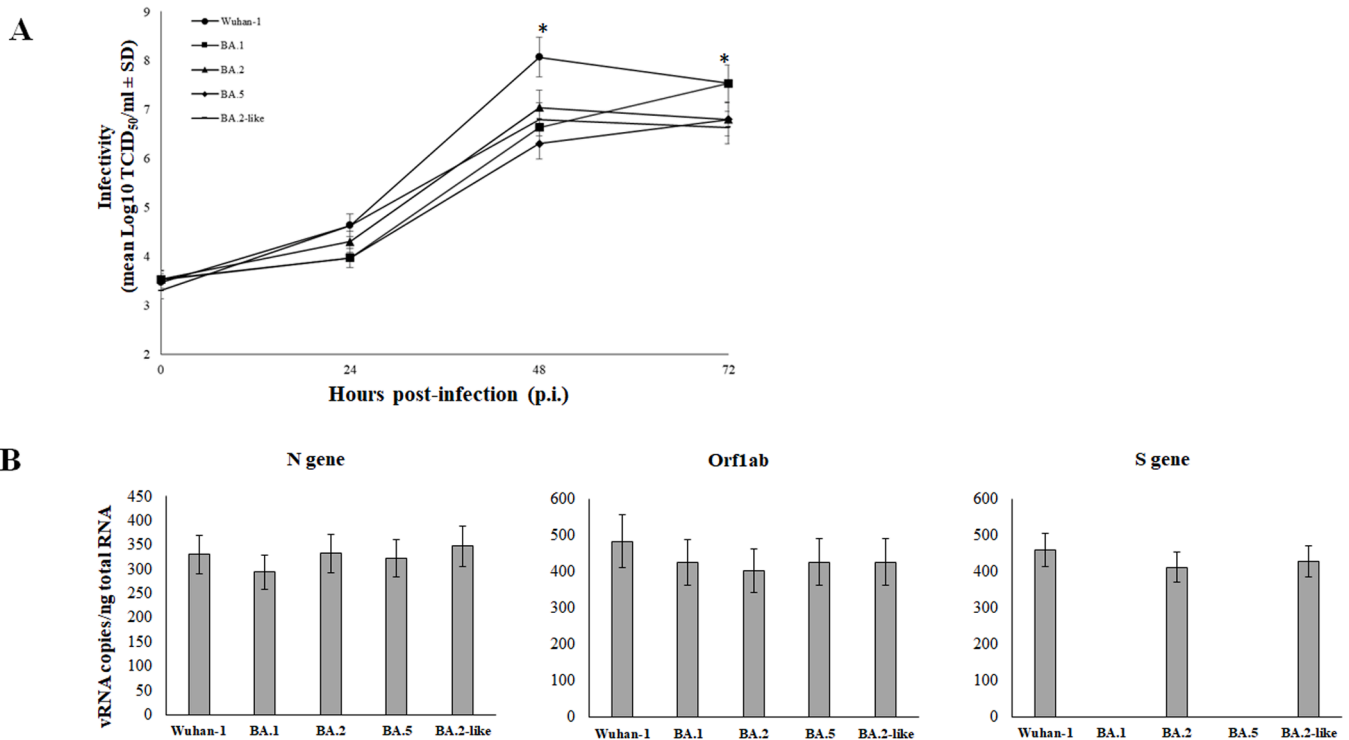 A
9
8
7
6
5
4
3
2
Infectivity
(mean Log10 TCID50/ml ± SD)
Wuhan-1
BA.1
BA.2
BA.5
BA.2-like
*
*
0 24 48 72
Hours post-infection (p.i.)
B
N gene
Orf1ab
S gene
vRNA copies/ng total RNA
450
400
350
300
250
200
150
100
50
0
Wuhan-1 BA.1 BA.2 BA.5 BA.2-like
600
500
400
300
200
100
0
Wuhan-1 BA.1 BA.2 BA.5 BA.2-like
600
500
400
300
200
100
0
Wuhan-1 BA.1 BA.2 BA.5 BA.2-like